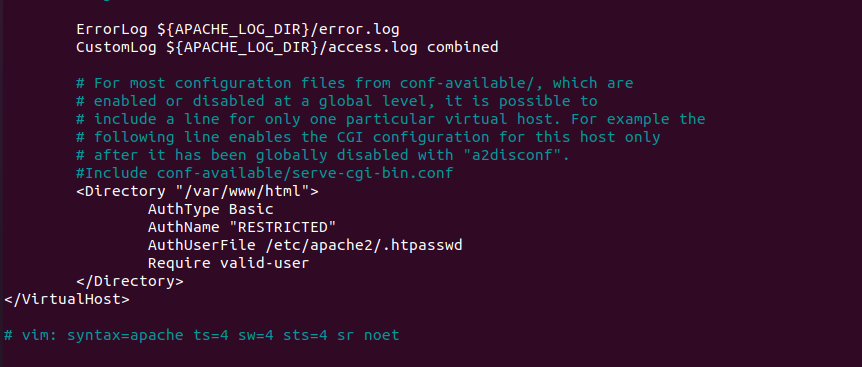 ErrorLog ${APACHE_LOG_DIR}/error.log
CustomLog ${APACHE_LOG_DIR}/access.log combined
# For most configuration files from conf-available/, which are
# enabled or disabled at a global level, it is possible to
# include a line for only one particular virtual host. For example the
# following line enables the CGI configuration for this host only
# after it has been globally disabled with "a2disconf".
#Include conf-available/serve-cgi-bin.conf
<Directory "/var/www/html">
AuthType Basic
AuthName "RESTRICTED"
AuthUserFile /etc/apache2/.htpasswd
Require valid-user
</Directory>
</VirtualHost>
# vim: syntax=apache ts=4 sw=4 sts=4 sr noet